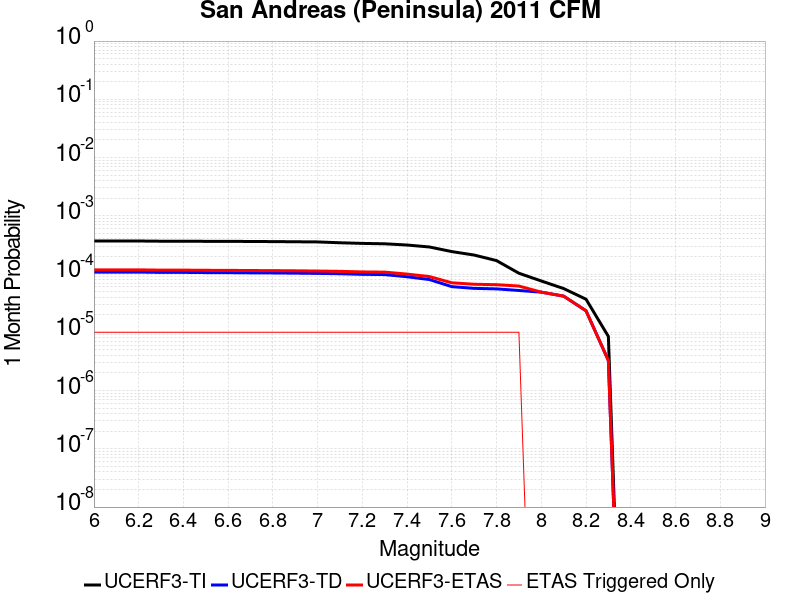 San Andreas (Peninsula) 2011 CFM
10^0
10^-1
10^-2
10^-3
10^-4
10^-5
10^-6
10^-7
10^-8
1 Month Probability
6 6.2 6.4 6.6 6.8 7 7.2 7.4 7.6 7.8 8 8.2 8.4 8.6 8.8 9
Magnitude
UCERF3-TI UCERF3-TD UCERF3-ETAS ETAS Triggered Only